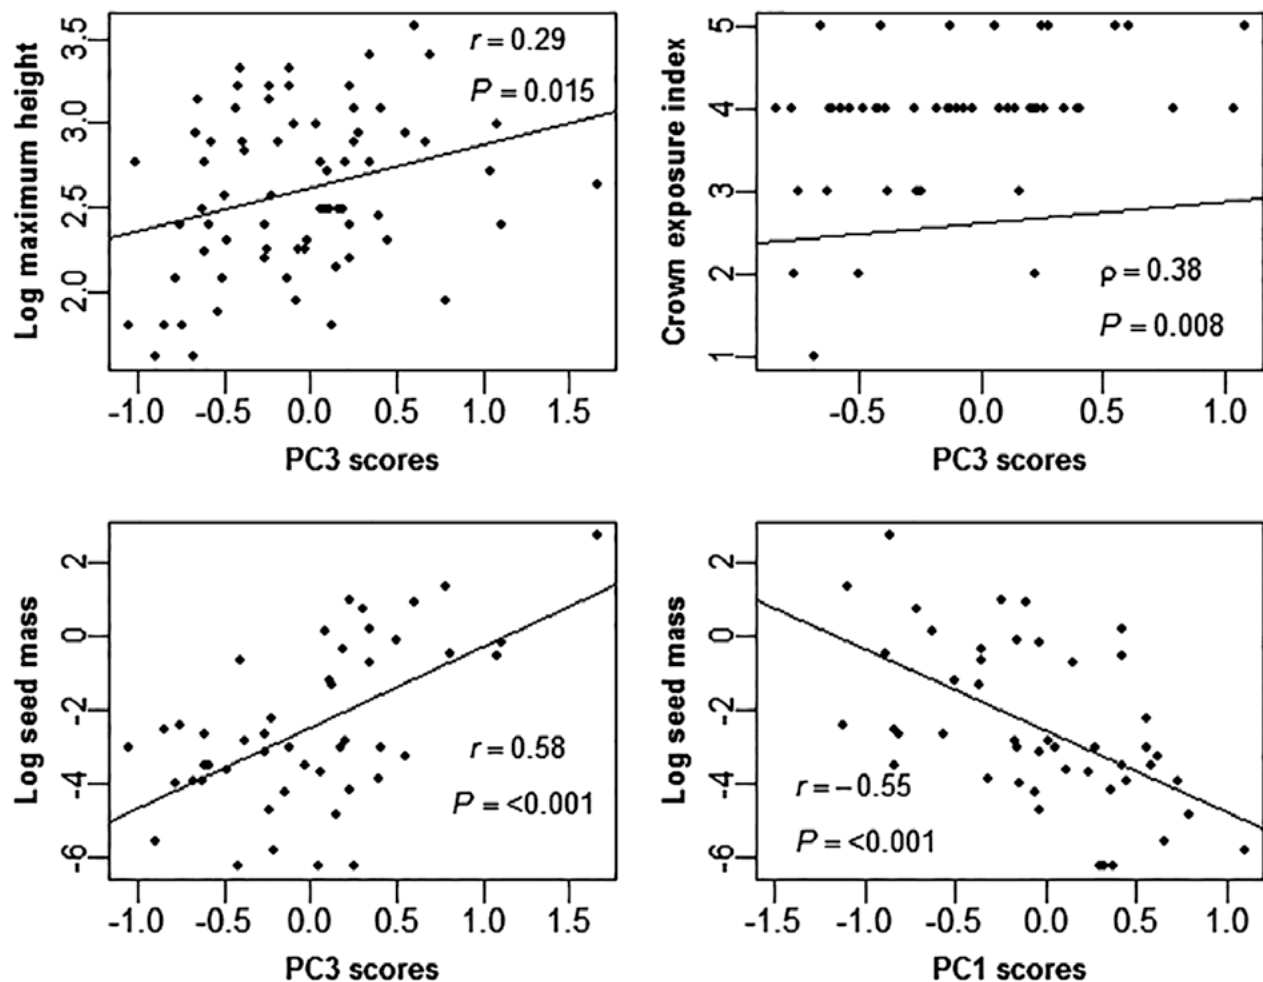 Log maximum height
3.5
3.0
2.5
2.0
r = 0.29
P = 0.015
-1.0 -0.5 0.0 0.5 1.0 1.5
PC3 scores
Crown exposure index
5
4
3
2
1
ρ = 0.38
P = 0.008
-0.5 0.0 0.5 1.0
PC3 scores
Log seed mass
2
0
-2
-4
-6
r = 0.58
P = <0.001
-1.0 -0.5 0.0 0.5 1.0 1.5
PC3 scores
Log seed mass
2
0
-2
-4
-6
r = −0.55
P = <0.001
-1.5 -1.0 -0.5 0.0 0.5 1.0
PC1 scores